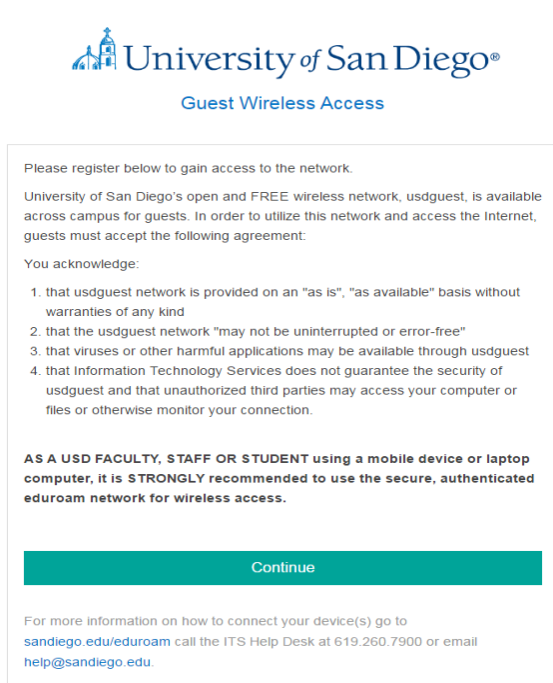 University of San Diego®
Guest Wireless Access
Please register below to gain access to the network.
University of San Diego's open and FREE wireless network, usdguest, is available
across campus for guests. In order to utilize this network and access the Internet,
guests must accept the following agreement:
You acknowledge:
1. that usdguest network is provided on an "as is", "as available" basis without
warranties of any kind
2. that the usdguest network "may not be uninterrupted or error-free"
3. that viruses or other harmful applications may be available through usdguest
4. that Information Technology Services does not guarantee the security of
usdguest and that unauthorized third parties may access your computer or
files or otherwise monitor your connection.
AS A USD FACULTY, STAFF OR STUDENT using a mobile device or laptop
computer, it is STRONGLY recommended to use the secure, authenticated
eduroam network for wireless access.
Continue
For more information on how to connect your device(s) go to
sandiego.edu/eduroam call the ITS Help Desk at 619.260.7900 or email
help@sandiego.edu.